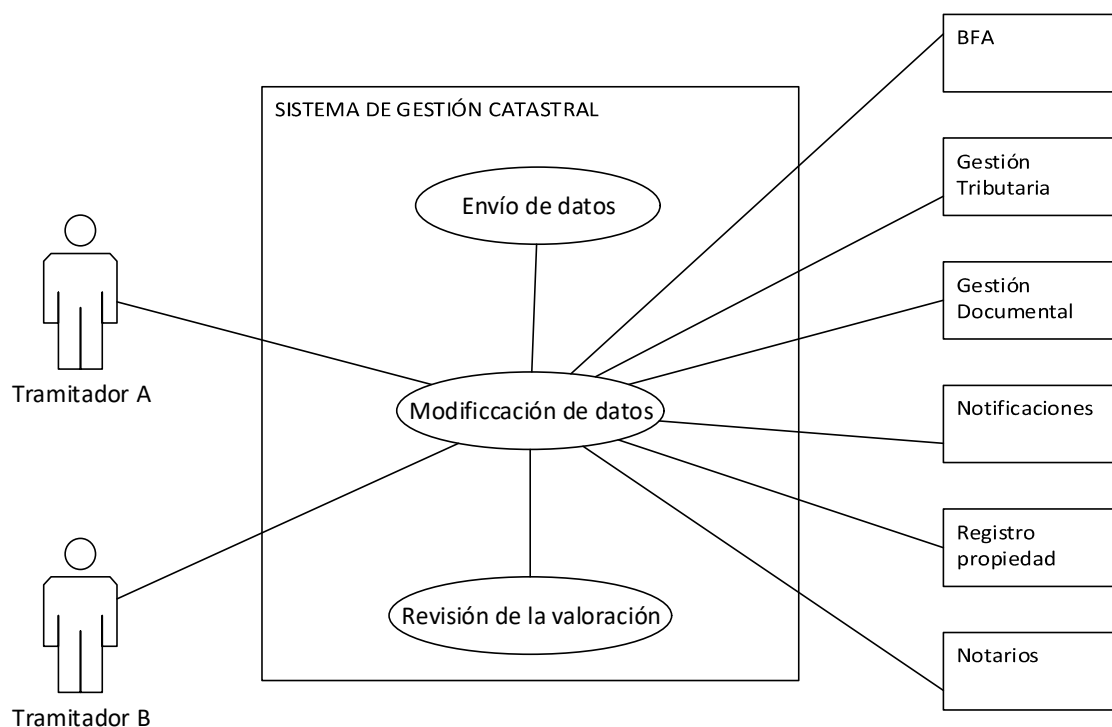 BFA
SISTEMA DE GESTIÓN CATASTRAL
Gestión
Tributaria
Envío de datos
Gestión
Documental
Tramitador A
Modificcación de datos
Notificaciones
Registro
propiedad
Revisión de la valoración
Notarios
Tramitador B